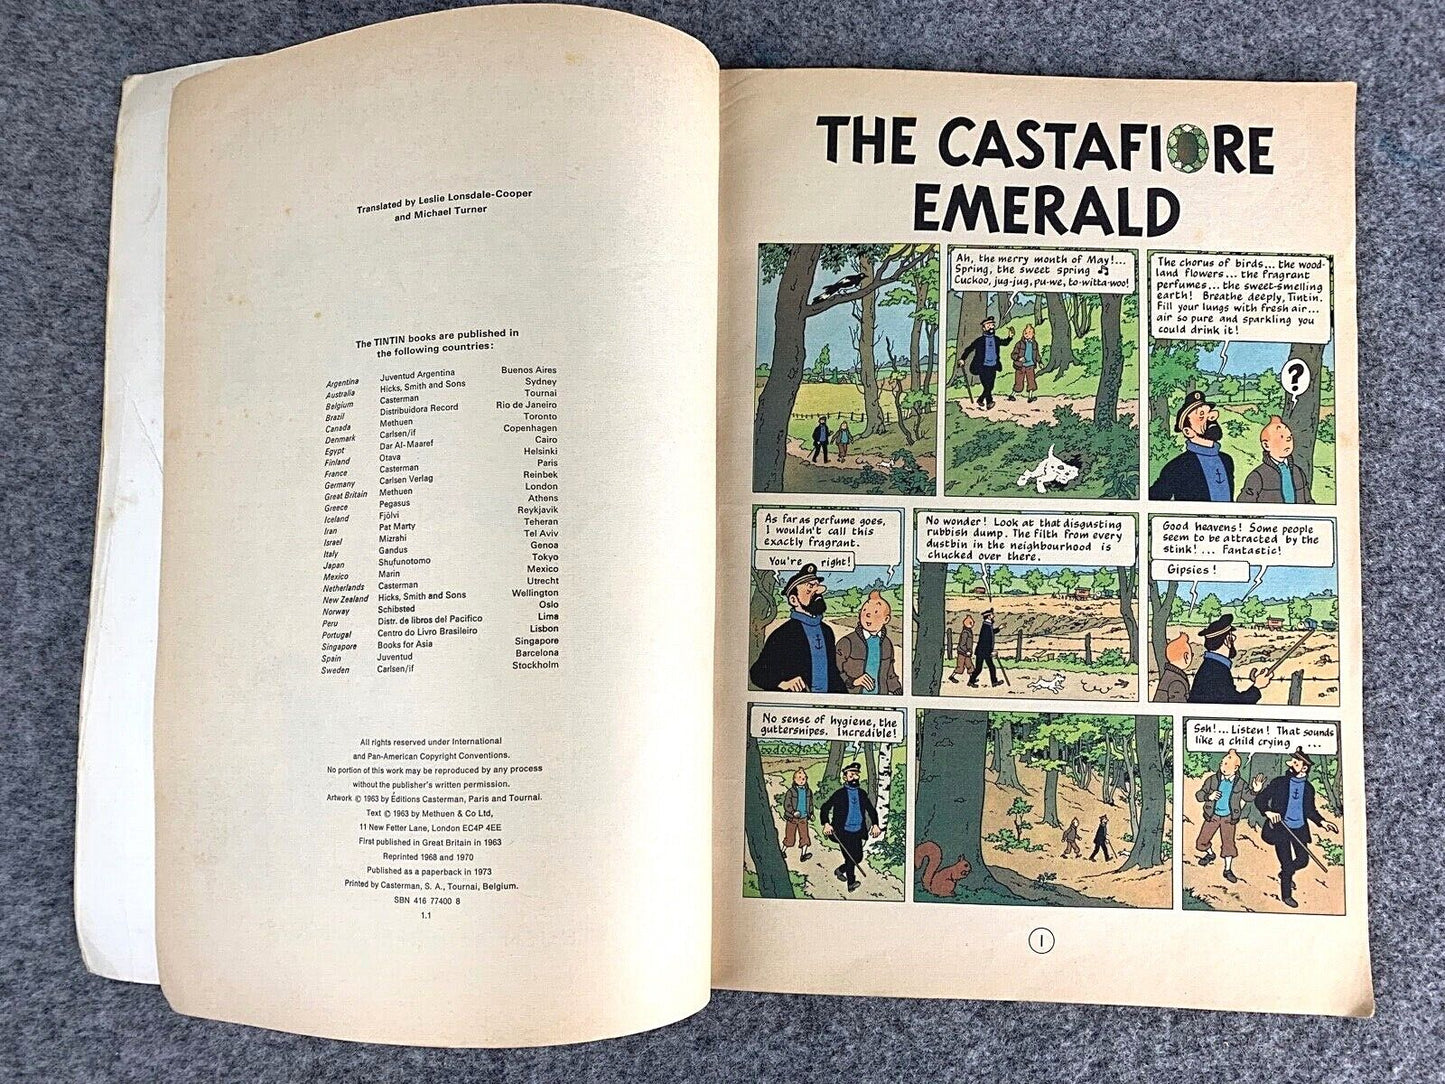 Translated by Leslie Lonsdale-Cooper
and Michael Turner
The TINTIN books are published in
the following countries:
Argentina Juventud Argentina Buenos Aires
Australia Hicks, Smith and Sons Sydney
Belgium Casterman Tournai
Brazil Distribuidora Record Rio de Janeiro
Canada Methuen Toronto
Denmark Carlsen/if Copenhagen
Egypt Dar Al-Maaref Cairo
Finland Otava Helsinki
France Casterman Paris
Germany Carlsen Verlag Reinbek
Great Britain Methuen London
Greece Pegasus Athens
Iceland Fjölvi Reykjavik
Iran Pat Marty Teheran
Israel Mizrahi Tel Aviv
Italy Gandus Genoa
Japan Shufunotomo Tokyo
Mexico Marin Mexico
Netherlands Casterman Utrecht
New Zealand Hicks, Smith and Sons Wellington
Norway Schibsted Oslo
Peru Distr. de libros del Pacifico Lima
Portugal Centro do Livro Brasileiro Lisbon
Singapore Books for Asia Singapore
Spain Juventud Barcelona
Sweden Carlsen/if Stockholm
All rights reserved under International
and Pan-American Copyright Conventions.
No portion of this work may be reproduced by any process
without the publisher's written permission.
Artwork © 1963 by Éditions Casterman, Paris and Tournai.
Text © 1963 by Methuen & Co Ltd,
11 New Fetter Lane, London EC4P 4EE
First published in Great Britain in 1963
Reprinted 1968 and 1970
Published as a paperback in 1973
Printed by Casterman, S. A., Tournai, Belgium.
SBN 416 77400 8
1.1
THE CASTAFIORE
EMERALD
Ah, the merry month of May!...
Spring, the sweet spring ♫
Cuckoo, jug-jug, pu-we, to-witta-woo!
The chorus of birds... the wood-
land flowers... the fragrant
perfumes... the sweet-smelling
earth! Breathe deeply, Tintin.
Fill your lungs with fresh air...
air so pure and sparkling you
could drink it!
?
As far as perfume goes,
I wouldn't call this
exactly fragrant.
You're right!
No wonder! Look at that disgusting
rubbish dump. The filth from every
dustbin in the neighbourhood is
chucked over there.
Good heavens! Some people
seem to be attracted by the
stink!... Fantastic!
Gipsies!
No sense of hygiene, the
guttersnipes. Incredible!
Ssh!... Listen! That sounds
like a child crying ...
1